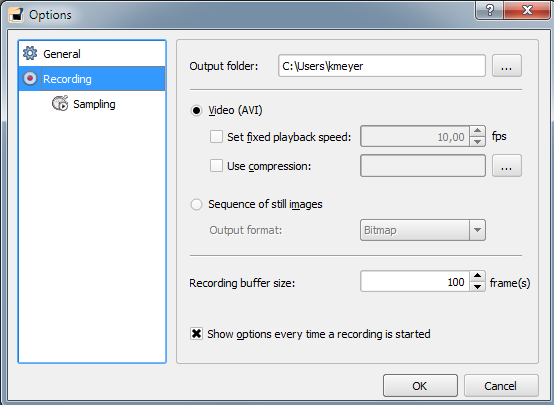 Options
General
Recording
Sampling
Output folder: C:\Users\kmeyer ...
Video (AVI)
Set fixed playback speed: 10,00 fps
Use compression: ...
Sequence of still images
Output format: Bitmap
Recording buffer size: 100 frame(s)
Show options every time a recording is started
OK Cancel